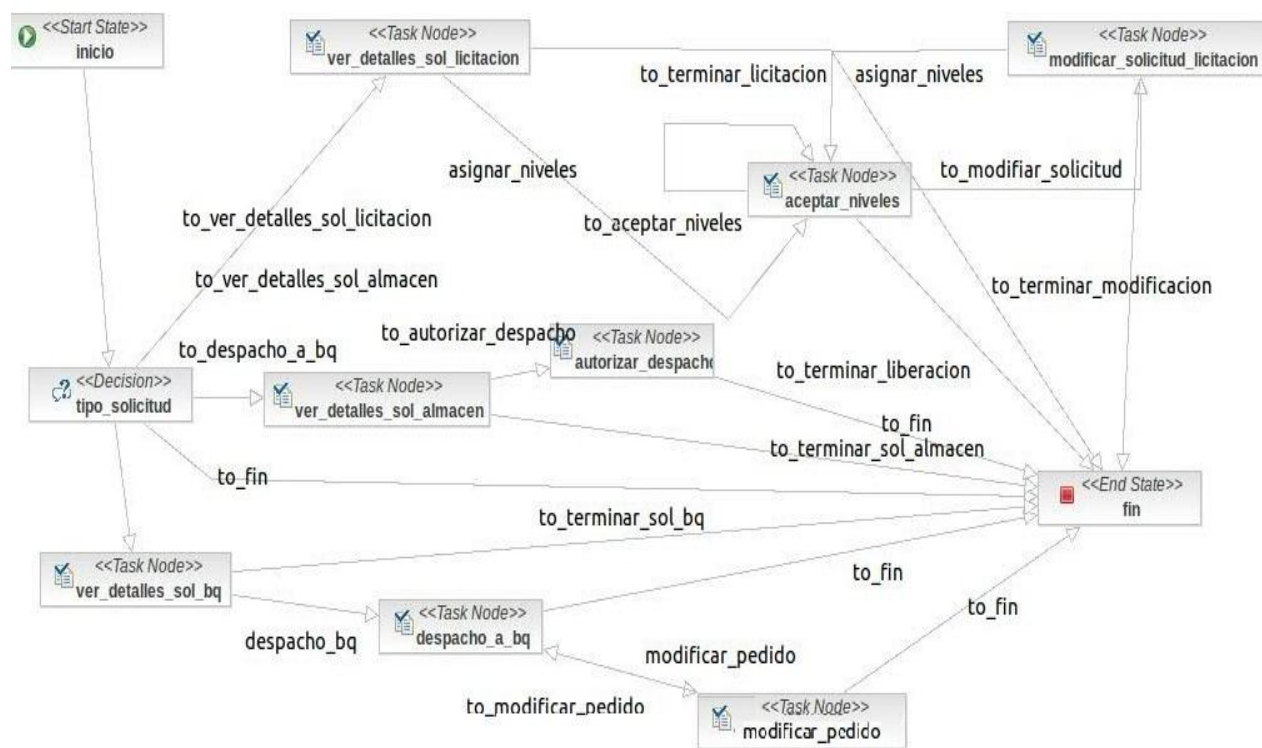 <<Start State>>
inicio
<<Task Node>>
ver_detalles_sol_licitacion
<<Task Node>>
modificar_solicitud_licitacion
to_terminar_licitacion
asignar_niveles
asignar_niveles
<<Task Node>>
aceptar_niveles
to_modifiar_solicitud
to_ver_detalles_sol_licitacion
to_aceptar_niveles
to_ver_detalles_sol_almacen
to_terminar_modificacion
to_despacho_a_bq
to_autorizar_despacho
<<Task Node>>
autorizar_despacho
<<Decision>>
tipo_solicitud
<<Task Node>>
ver_detalles_sol_almacen
to_terminar_liberacion
to_fin
to_terminar_sol_almacen
to_fin
<<End State>>
fin
to_terminar_sol_bq
<<Task Node>>
ver_detalles_sol_bq
to_fin
to_fin
<<Task Node>>
despacho_a_bq
despacho_bq
modificar_pedido
to_modificar_pedido
<<Task Node>>
modificar_pedido